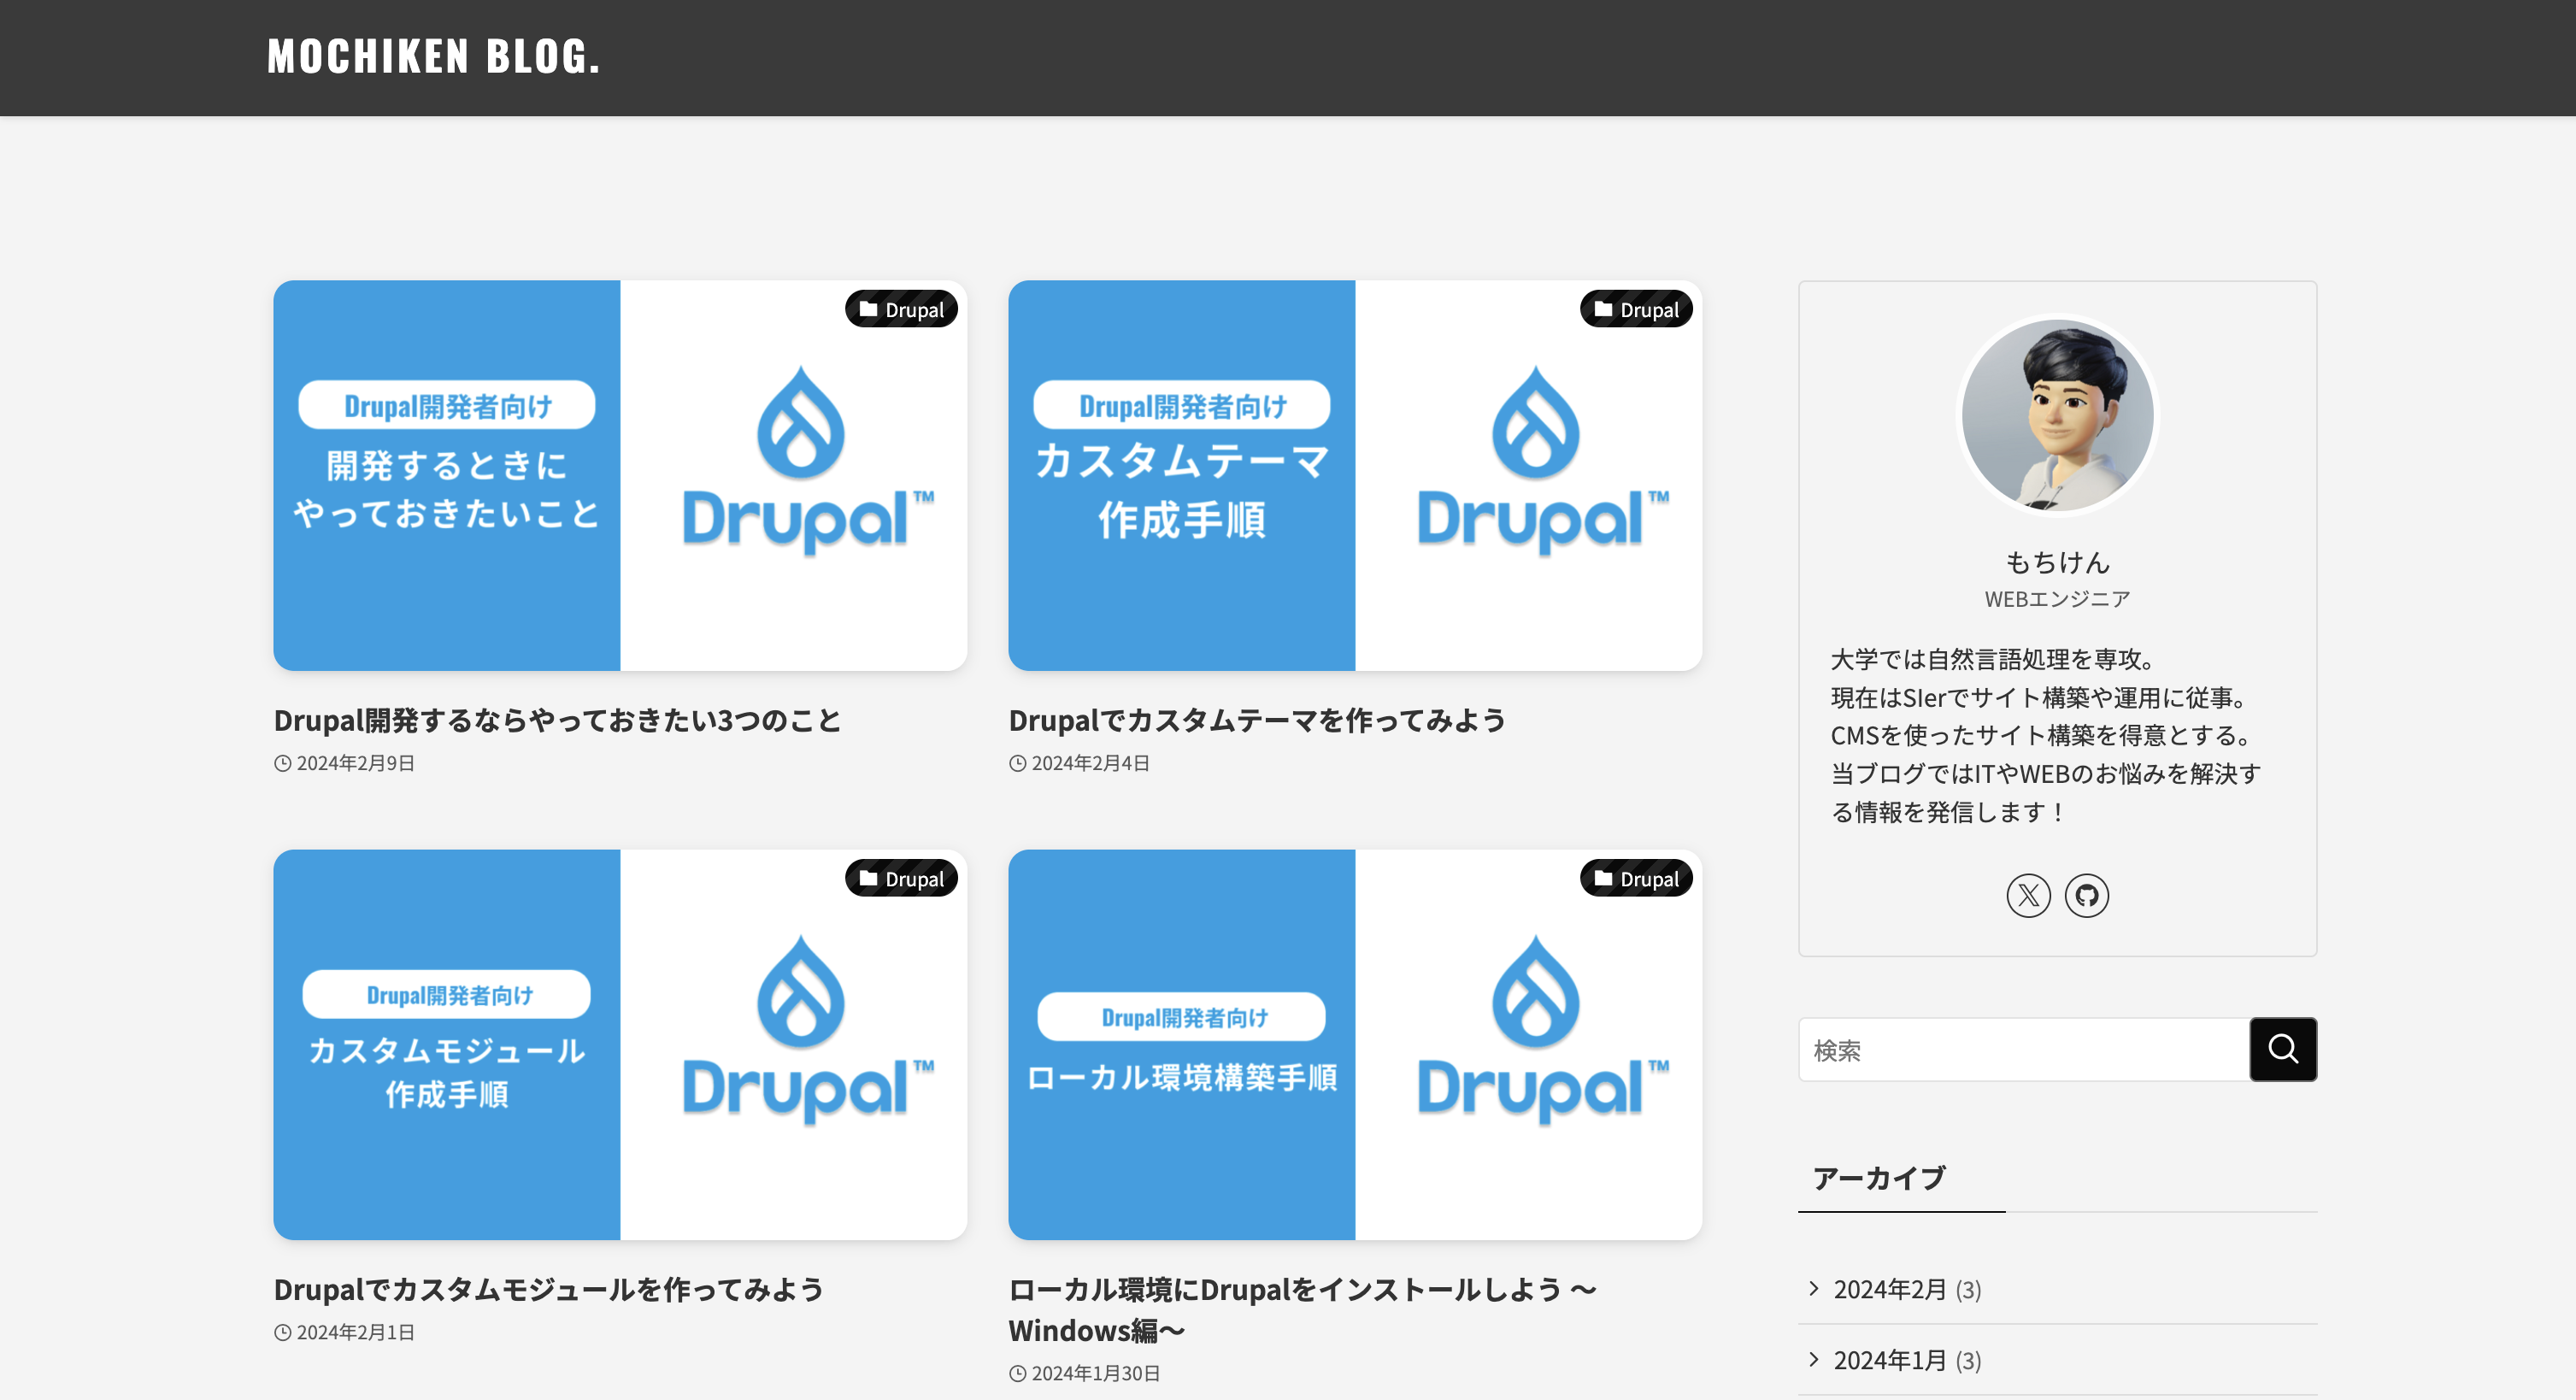 MOCHIKEN BLOG.
Drupal
Drupal開発者向け
開発するときに
やっておきたいこと
Drupal™
Drupal開発するならやっておきたい3つのこと
2024年2月9日
Drupal
Drupal開発者向け
カスタムテーマ
作成手順
Drupal™
Drupalでカスタムテーマを作ってみよう
2024年2月4日
Drupal
Drupal開発者向け
カスタムモジュール
作成手順
Drupal™
Drupalでカスタムモジュールを作ってみよう
2024年2月1日
Drupal
Drupal開発者向け
ローカル環境構築手順
Drupal™
ローカル環境にDrupalをインストールしよう 〜
Windows編〜
2024年1月30日
もちけん
WEBエンジニア
大学では自然言語処理を専攻。
現在はSIerでサイト構築や運用に従事。
CMSを使ったサイト構築を得意とする。
当ブログではITやWEBのお悩みを解決す
る情報を発信します！
検索
アーカイブ
2024年2月 (3)
2024年1月 (3)